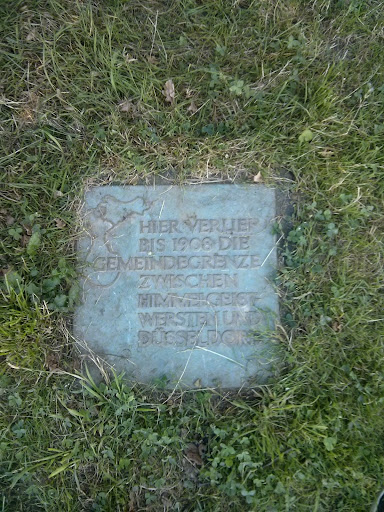 HIER VERLIEF
BIS 1908 DIE
GEMEINDEGRENZE
ZWISCHEN
HIMMELGEIST
WERSTEN UND
DÜSSELDORF